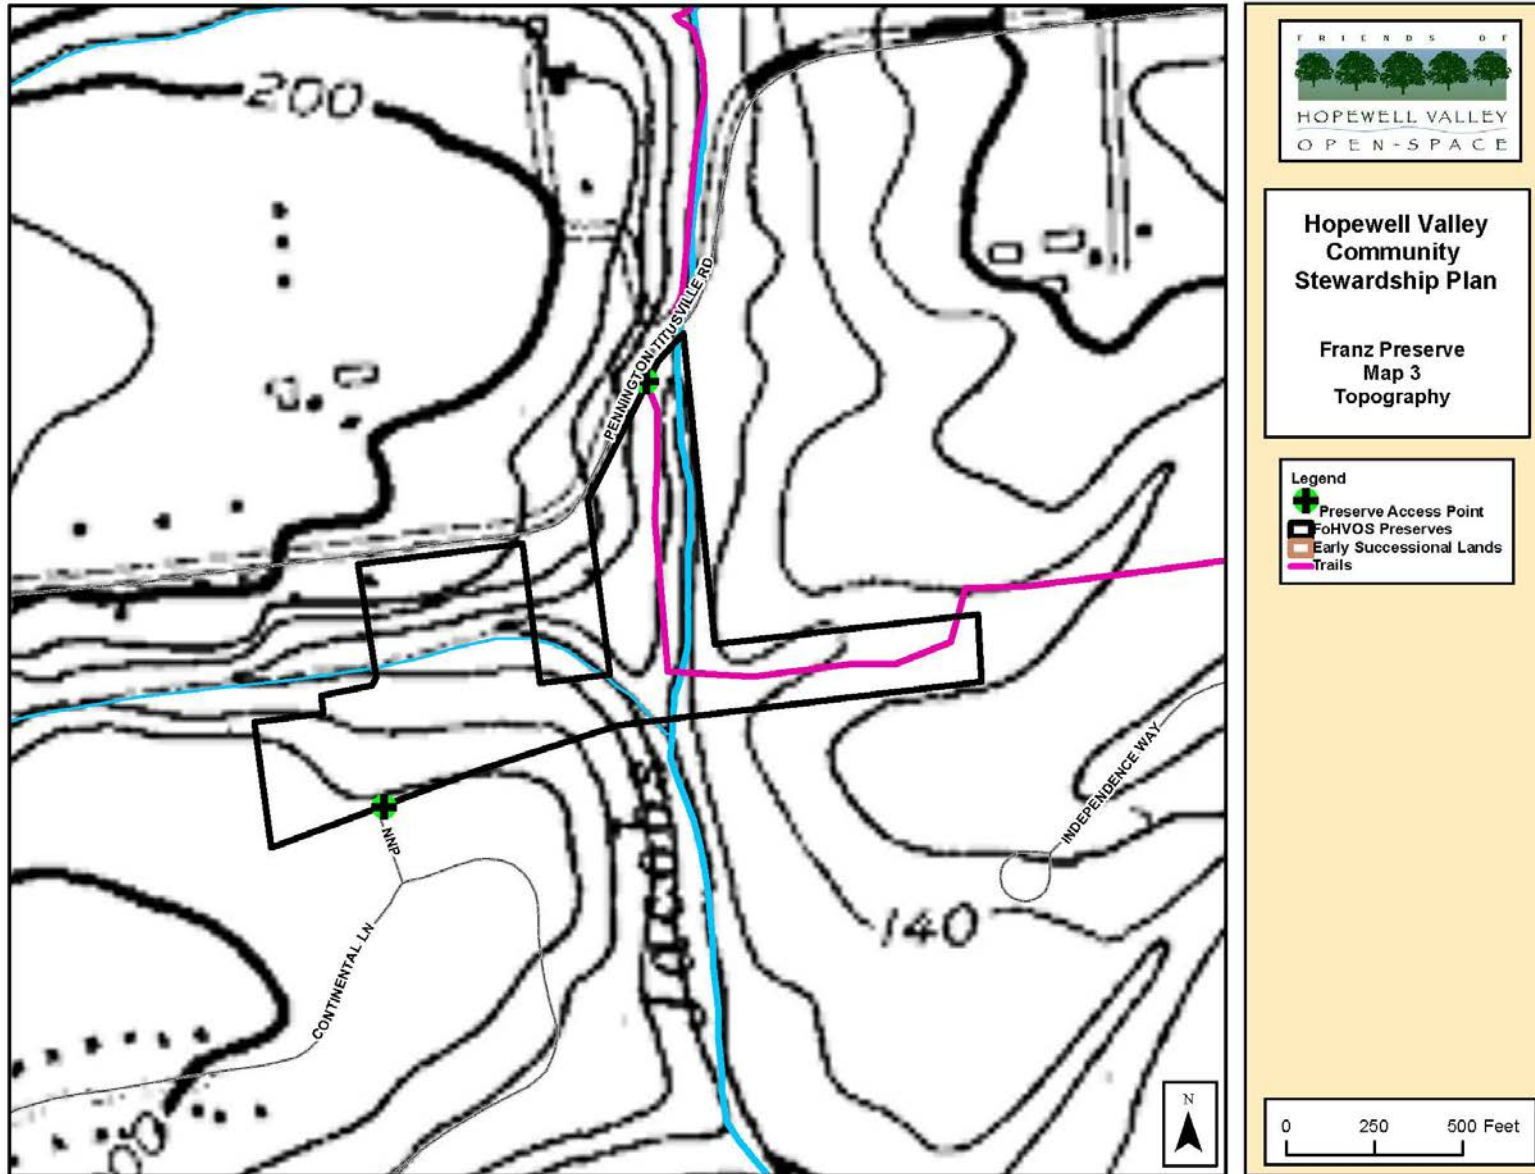 200
PENNINGTON TITUSVILLE RD
NNP
CONTINENTAL LN
INDEPENDENCE WAY
140
N
FRIENDS OF
HOPEWELL VALLEY
OPEN-SPACE
Hopewell Valley
Community
Stewardship Plan
Franz Preserve
Map 3
Topography
Legend
Preserve Access Point
FoHVOS Preserves
Early Successional Lands
Trails
0 250 500 Feet